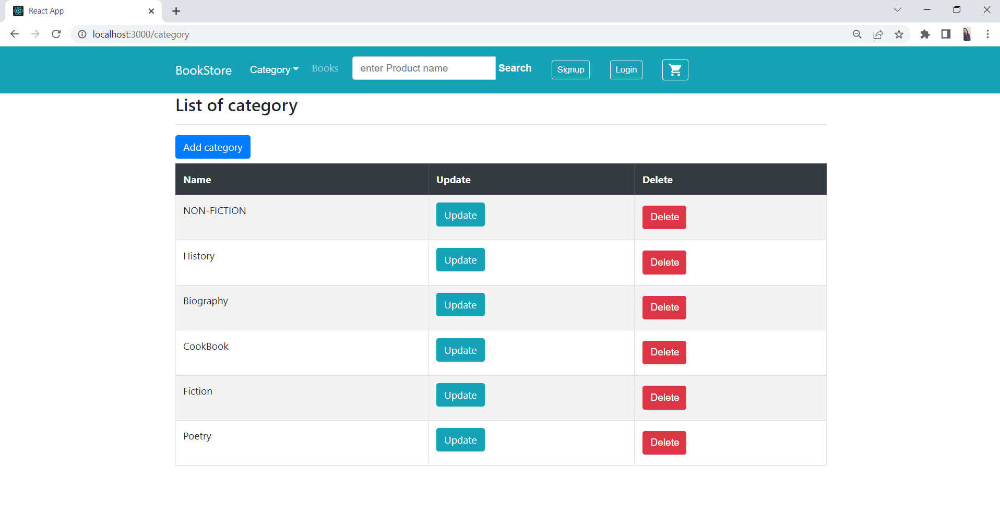 React App
localhost:3000/category
BookStore Category Books enter Product name Search Signup Login
List of category
Add category
Name Update Delete
NON-FICTION Update Delete
History Update Delete
Biography Update Delete
CookBook Update Delete
Fiction Update Delete
Poetry Update Delete